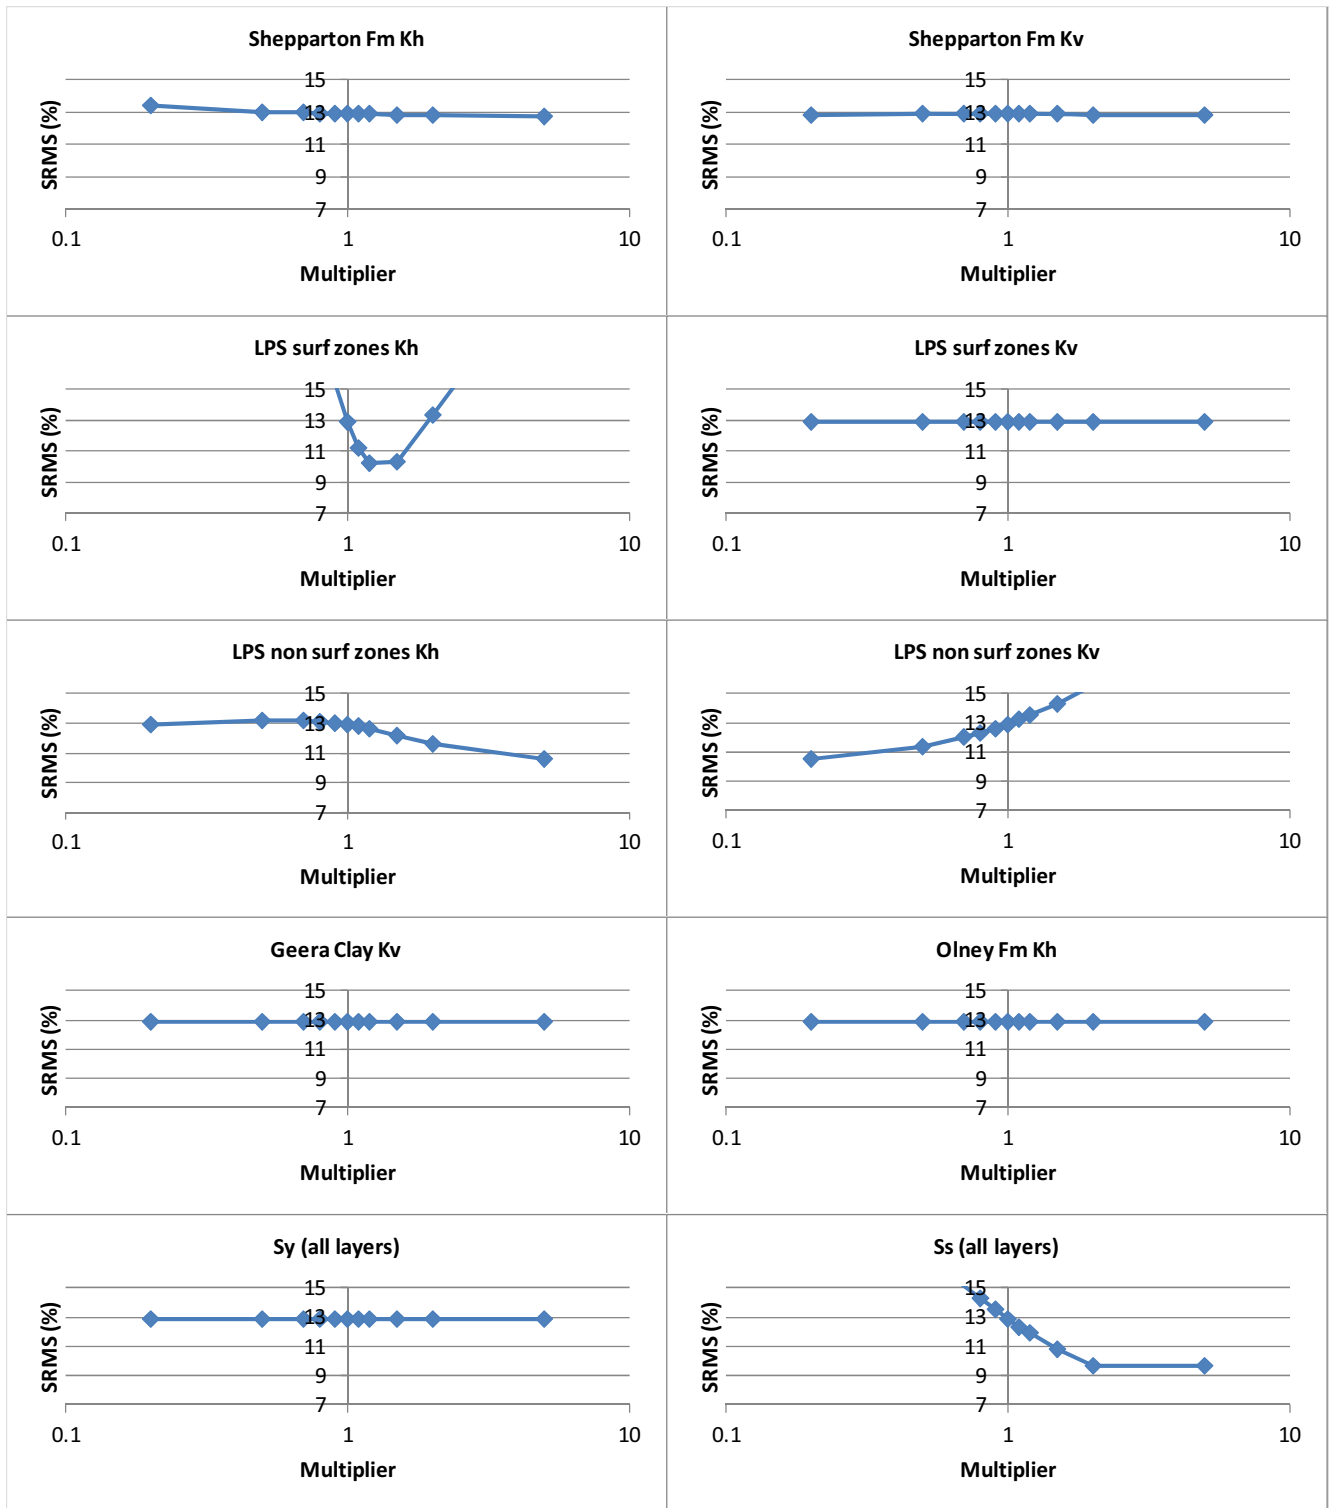 Shepparton Fm Kh
15
13
11
9
7
0.1 1 10
SRMS (%)
Multiplier
Shepparton Fm Kv
15
13
11
9
7
0.1 1 10
SRMS (%)
Multiplier
LPS surf zones Kh
15
13
11
9
7
0.1 1 10
SRMS (%)
Multiplier
LPS surf zones Kv
15
13
11
9
7
0.1 1 10
SRMS (%)
Multiplier
LPS non surf zones Kh
15
13
11
9
7
0.1 1 10
SRMS (%)
Multiplier
LPS non surf zones Kv
15
13
11
9
7
0.1 1 10
SRMS (%)
Multiplier
Geera Clay Kv
15
13
11
9
7
0.1 1 10
SRMS (%)
Multiplier
Olney Fm Kh
15
13
11
9
7
0.1 1 10
SRMS (%)
Multiplier
Sy (all layers)
15
13
11
9
7
0.1 1 10
SRMS (%)
Multiplier
Ss (all layers)
15
13
11
9
7
0.1 1 10
SRMS (%)
Multiplier